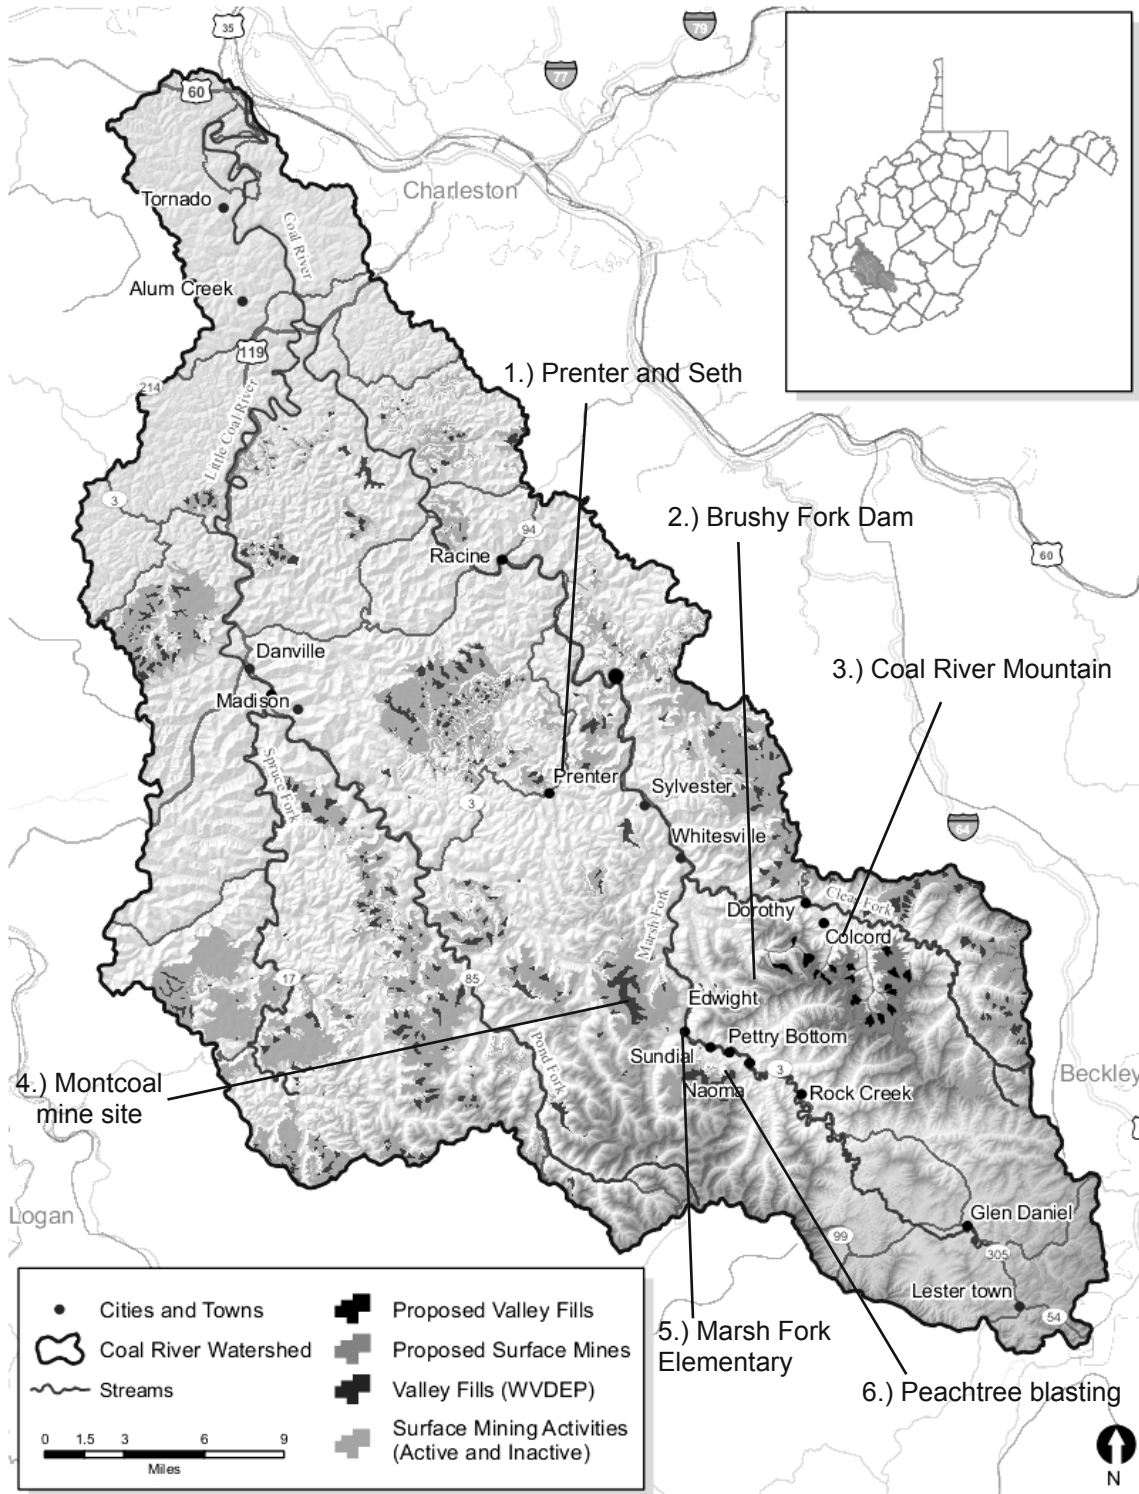 35
79
77
60
Charleston
Tornado
Coal River
Alum Creek
119
214
1.) Prenter and Seth
Little Coal River
3
2.) Brushy Fork Dam
94
Racine
60
Danville
3.) Coal River Mountain
Madison
Spruce Fork
Prenter
3
Sylvester
Whitesville
64
Marsh Fork
Clear Fork
Dorothy
Colcord
17
85
Edwight
Pond Fork
Pettry Bottom
Sundial
3
4.) Montcoal
mine site
Naoma
Rock Creek
Beckley
Logan
Glen Daniel
99
305
Lester town
54
5.) Marsh Fork
Elementary
6.) Peachtree blasting
Cities and Towns
Coal River Watershed
Streams
0 1.5 3 6 9
Miles
Proposed Valley Fills
Proposed Surface Mines
Valley Fills (WVDEP)
Surface Mining Activities
(Active and Inactive)
N